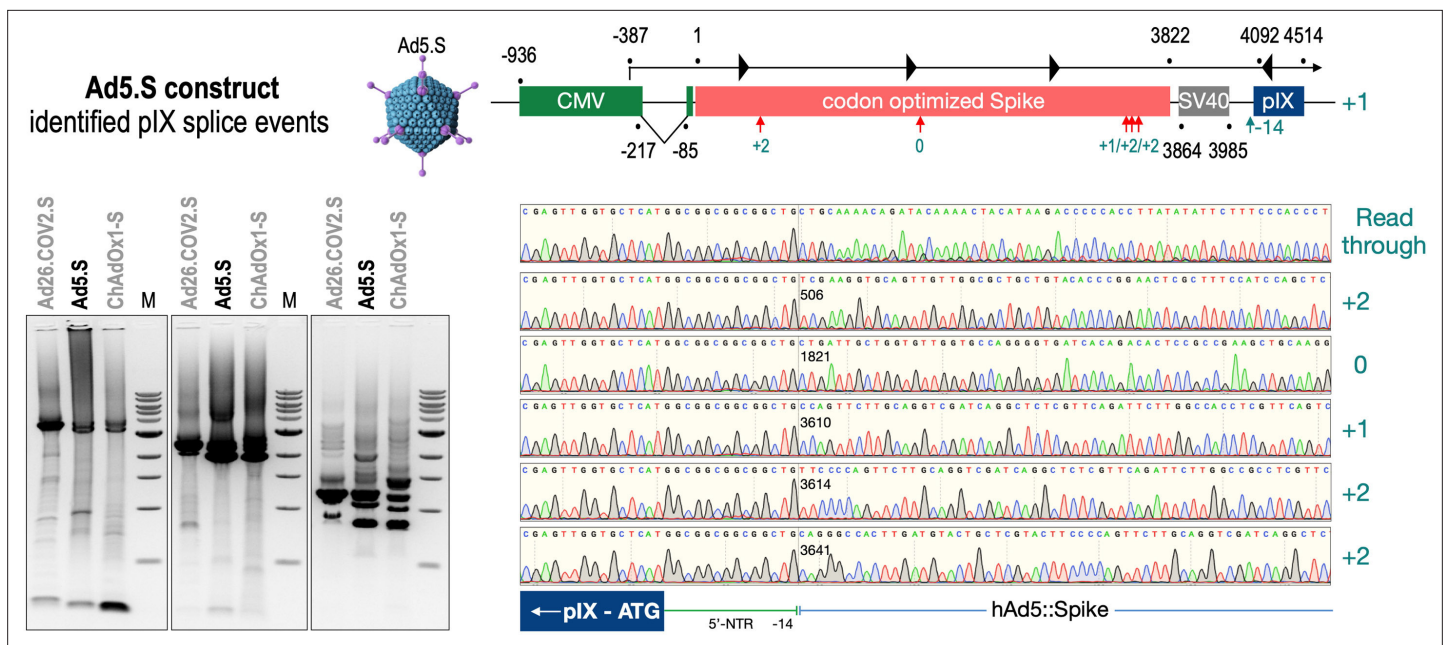 Ad5.S construct
identified pIX splice events
Ad5.S
-936
-387
1
3822
4092
4514
CMV
codon optimized Spike
SV40
pIX
+1
-217
-85
+2
0
+1/+2/+2
3864
3985
-14
Ad26.COV2.S
Ad5.S
ChAdOx1-S
M
Ad26.COV2.S
Ad5.S
ChAdOx1-S
M
Ad26.COV2.S
Ad5.S
ChAdOx1-S
CGAGTTGGTGCTCATGGCGGCGGCGGCTGCTGCAAAACAGATACAAAACTACATAAGACCCCCACCTTATATATTCTTTCCCACCCT
Read
through
CGAGTTGGTGCTCATGGCGGCGGCGGCTGTCGAAGGTGCAGTTGTTGGCGCTGCTGTACACCCGGAACTCGCTTTCCATCCAGCTC
506
+2
CGAGTTGGTGCTCATGGCGGCGGCGGCTGCTGATTGCTGGTGTTGGTGCCAGGGGTGATCACAGACACTCCGCCGAAGCTGCAAGG
1821
0
CGAGTTGGTGCTCATGGCGGCGGCGGCTGCCAGTTCTTGCAGGTCGATCAGGCTCTCGTTCAGATTCTTGGCCACCTCGTTCAGTC
3610
+1
CGAGTTGGTGCTCATGGCGGCGGCGGCTGTTCCCCAGTTCTTGCAGGTCGATCAGGCTCTCGTTCAGATTCTTGGCCGCCTCGTTC
3614
+2
CGAGTTGGTGCTCATGGCGGCGGCGGCTGCAGGGCCACTTGATGTACTGCTCGTACTTCCCCAGTTCTTGCAGGTCGATCAGGCTC
3641
+2
pIX - ATG
5'-NTR
-14
hAd5::Spike